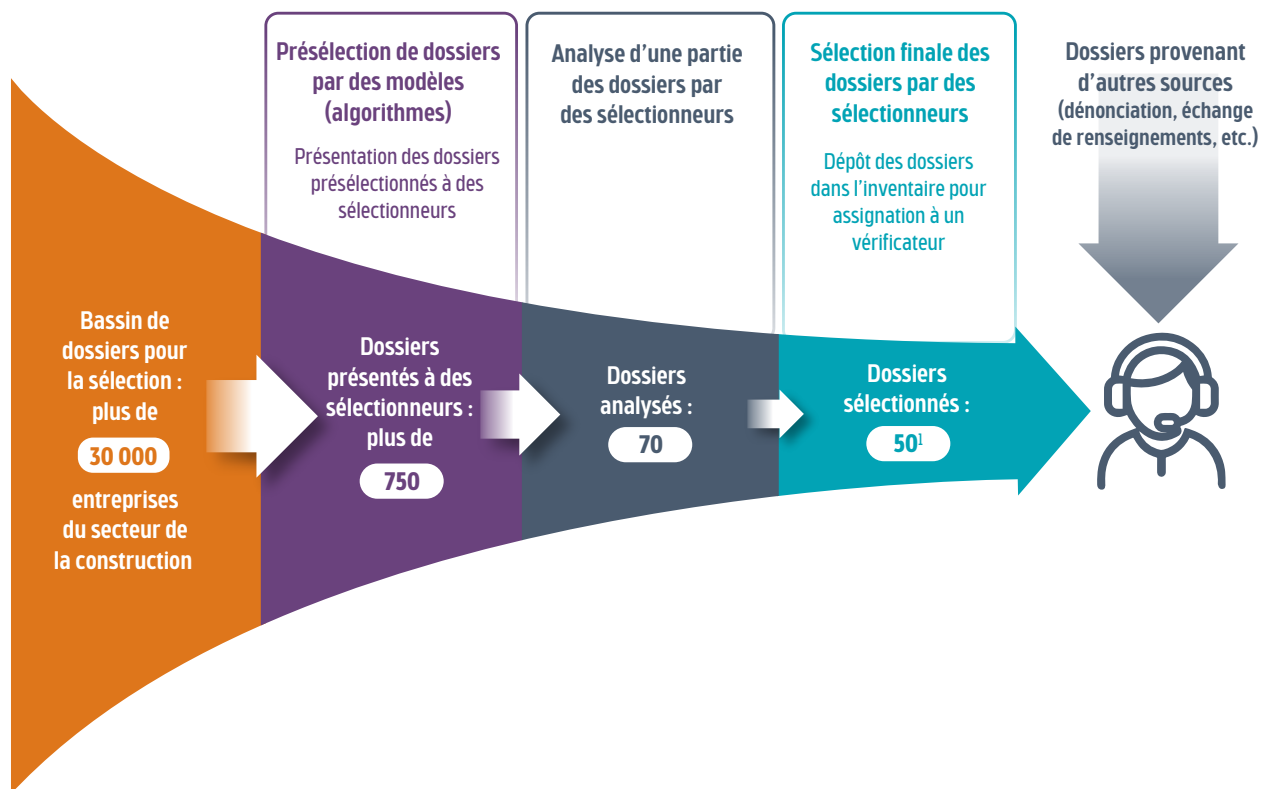 Présélection de dossiers
par des modèles
(algorithmes)
Présentation des dossiers
présélectionnés à des
sélectionneurs
Analyse d'une partie
des dossiers par
des sélectionneurs
Sélection finale des
dossiers par des
sélectionneurs
Dépôt des dossiers
dans l'inventaire pour
assignation à un
vérificateur
Dossiers provenant
d'autres sources
(dénonciation, échange
de renseignements, etc.)
Bassin de
dossiers pour
la sélection :
plus de
30 000
entreprises
du secteur de
la construction
Dossiers
présentés à des
sélectionneurs :
plus de
750
Dossiers
analysés :
70
Dossiers
sélectionnés :
50¹